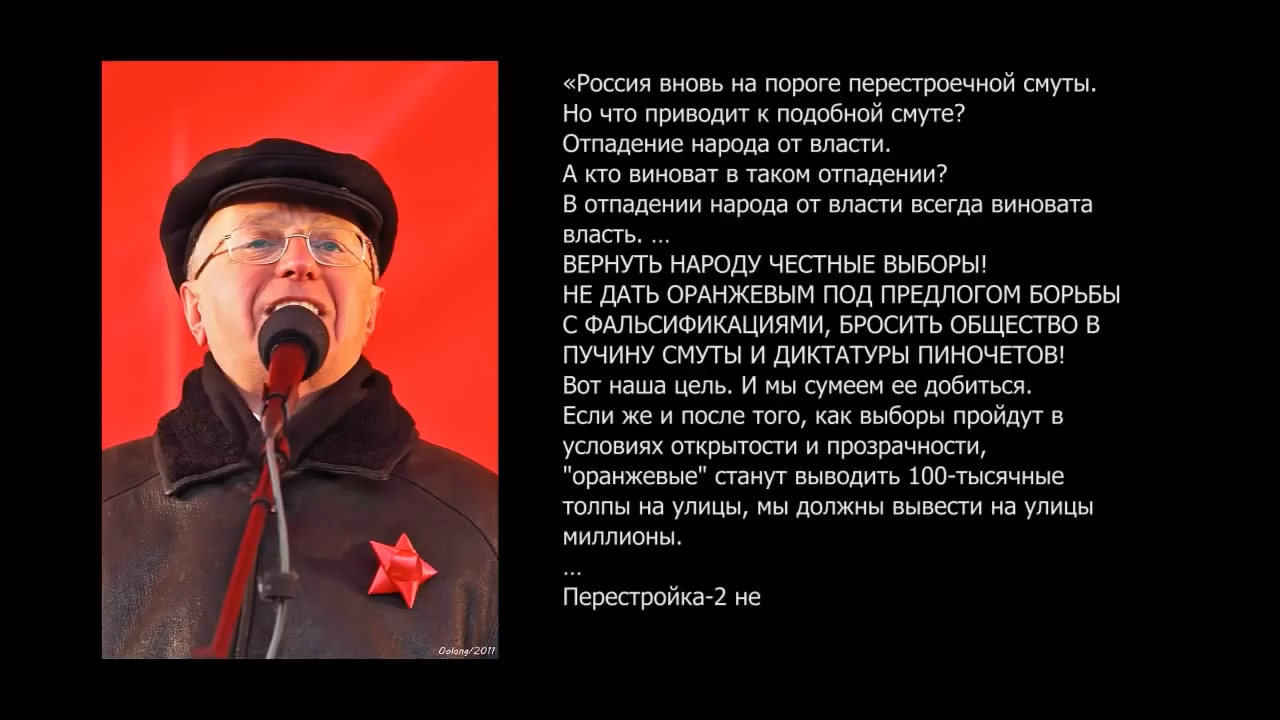 «Россия вновь на пороге перестроечной смуты.
Но что приводит к подобной смуте?
Отпадение народа от власти.
А кто виноват в таком отпадении?
В отпадении народа от власти всегда виновата
власть. ...
ВЕРНУТЬ НАРОДУ ЧЕСТНЫЕ ВЫБОРЫ!
НЕ ДАТЬ ОРАНЖЕВЫМ ПОД ПРЕДЛОГОМ БОРЬБЫ
С ФАЛЬСИФИКАЦИЯМИ, БРОСИТЬ ОБЩЕСТВО В
ПУЧИНУ СМУТЫ И ДИКТАТУРЫ ПИНОЧЕТОВ!
Вот наша цель. И мы сумеем ее добиться.
Если же и после того, как выборы пройдут в
условиях открытости и прозрачности,
"оранжевые" станут выводить 100-тысячные
толпы на улицы, мы должны вывести на улицы
миллионы.
...
Перестройка-2 не
Oolong/2011